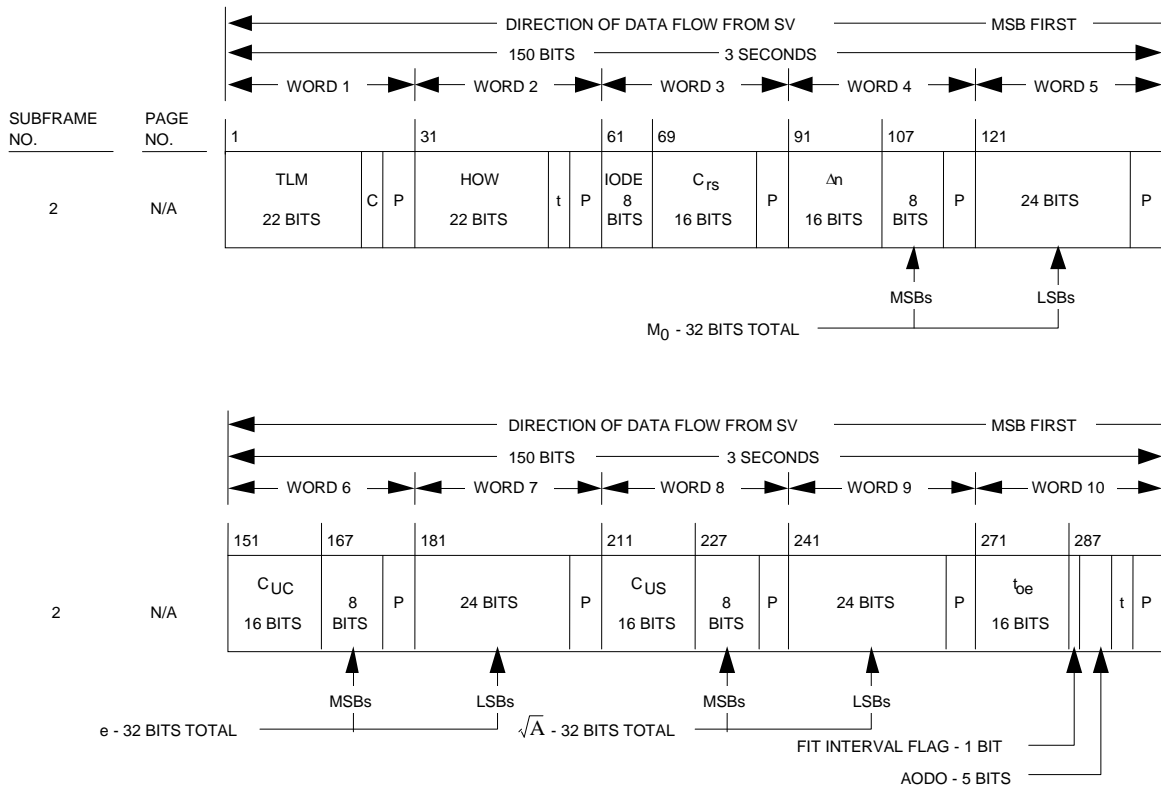 DIRECTION OF DATA FLOW FROM SV MSB FIRST
150 BITS 3 SECONDS
WORD 1 WORD 2 WORD 3 WORD 4 WORD 5
SUBFRAME NO. PAGE NO.
1 31 61 69 91 107 121
2 N/A
TLM 22 BITS C P HOW 22 BITS t P IODE 8 BITS Crs 16 BITS P Δn 16 BITS 8 BITS P 24 BITS P
MSBs LSBs
M0 - 32 BITS TOTAL
DIRECTION OF DATA FLOW FROM SV MSB FIRST
150 BITS 3 SECONDS
WORD 6 WORD 7 WORD 8 WORD 9 WORD 10
151 167 181 211 227 241 271 287
2 N/A
CUC 16 BITS 8 BITS P 24 BITS P CUS 16 BITS 8 BITS P 24 BITS P toe 16 BITS t P
MSBs LSBs MSBs LSBs
e - 32 BITS TOTAL √A - 32 BITS TOTAL
FIT INTERVAL FLAG - 1 BIT
AODO - 5 BITS